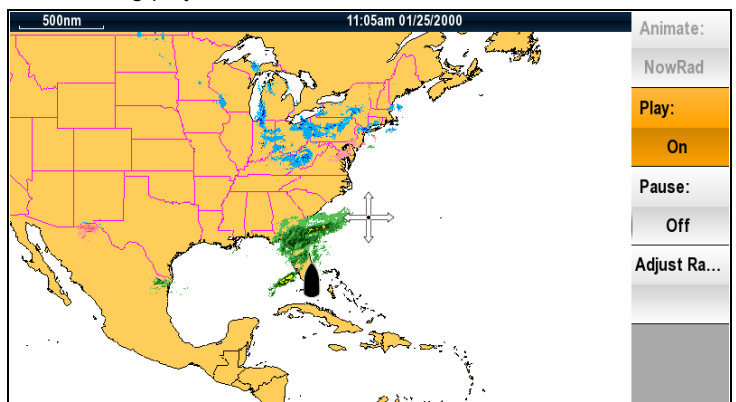 500nm
11:05am 01/25/2000
Animate:
NowRad
Play:
On
Pause:
Off
Adjust Ra...